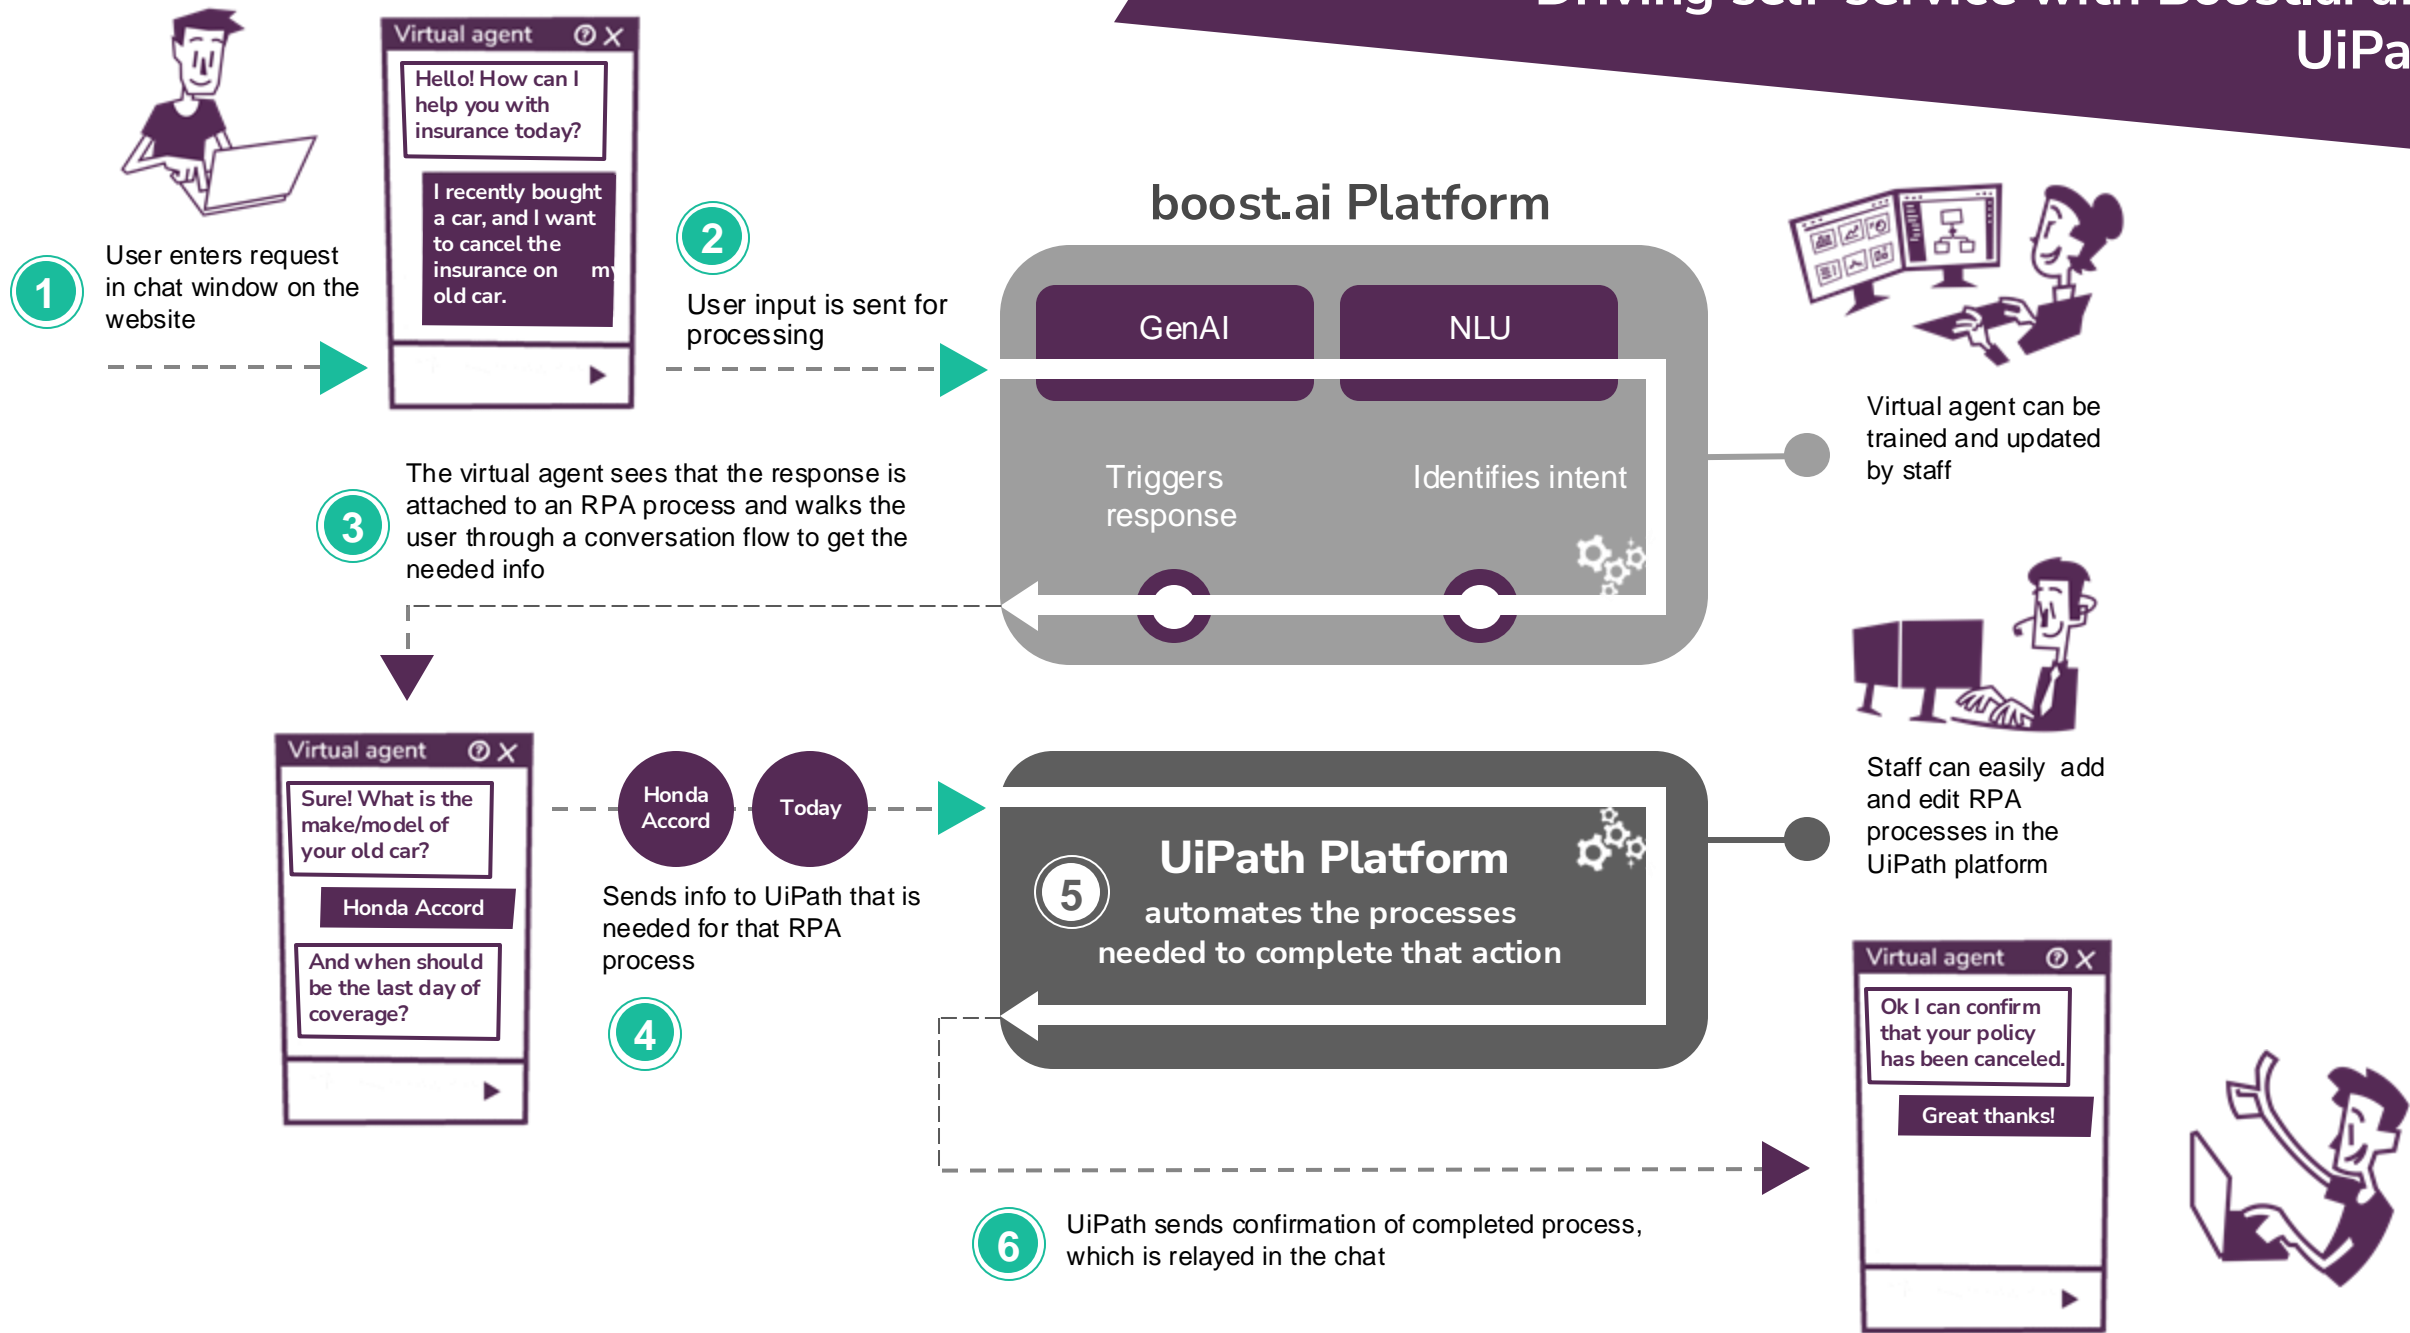 Driving self-service with Boost.ai
UiPa
Virtual agent
Hello! How can I
help you with
insurance today?
I recently bought
a car, and I want
to cancel the
insurance on my
old car.
1
User enters request
in chat window on the
website
2
User input is sent for
processing
boost.ai Platform
GenAI
NLU
Triggers
response
Identifies intent
Virtual agent can be
trained and updated
by staff
3
The virtual agent sees that the response is
attached to an RPA process and walks the
user through a conversation flow to get the
needed info
Virtual agent
Sure! What is the
make/model of
your old car?
Honda Accord
And when should
be the last day of
coverage?
Honda
Accord
Today
Sends info to UiPath that is
needed for that RPA
process
4
5
UiPath Platform
automates the processes
needed to complete that action
Staff can easily add
and edit RPA
processes in the
UiPath platform
Virtual agent
Ok I can confirm
that your policy
has been canceled.
Great thanks!
6
UiPath sends confirmation of completed process,
which is relayed in the chat